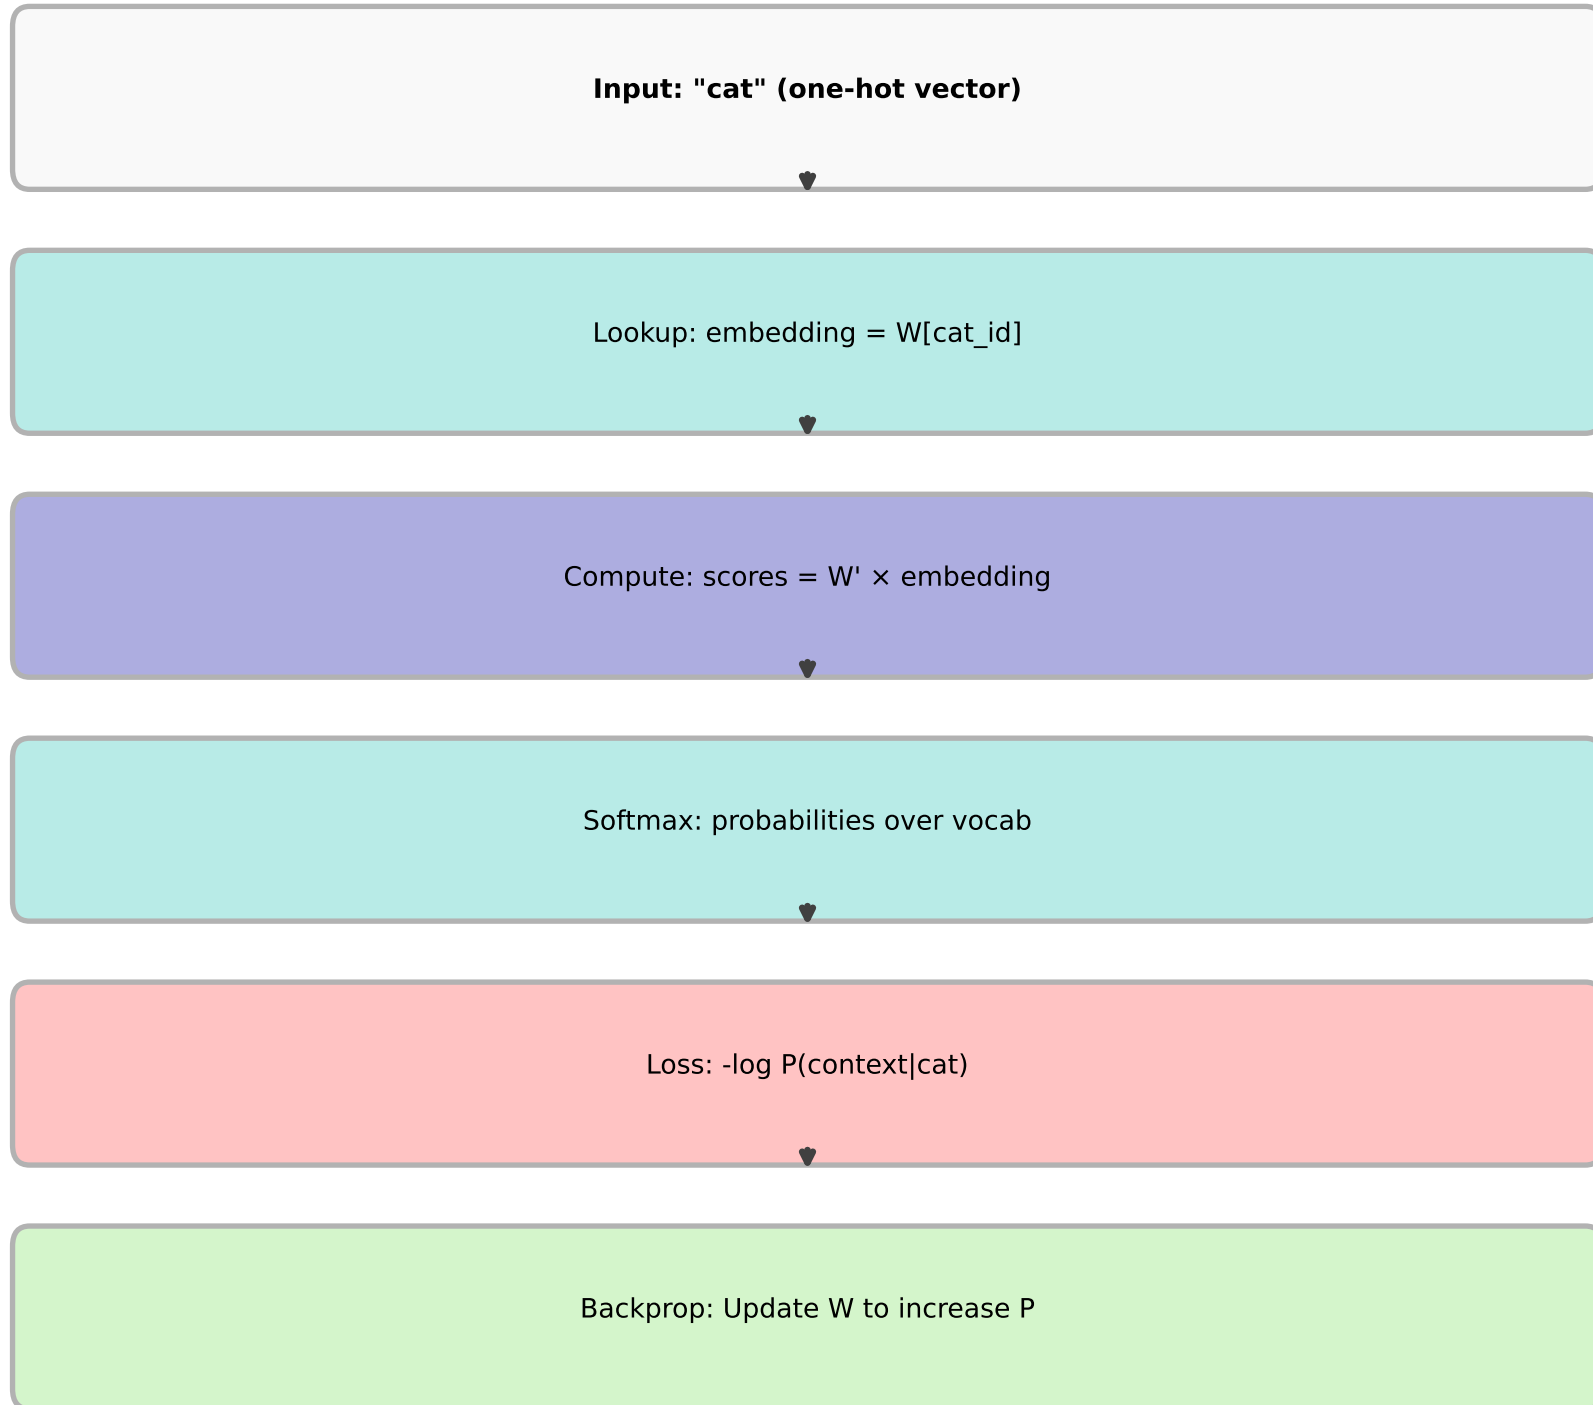 Input: "cat" (one-hot vector)
Lookup: embedding = W[cat_id]
Compute: scores = W' × embedding
Softmax: probabilities over vocab
Loss: -log P(context|cat)
Backprop: Update W to increase P